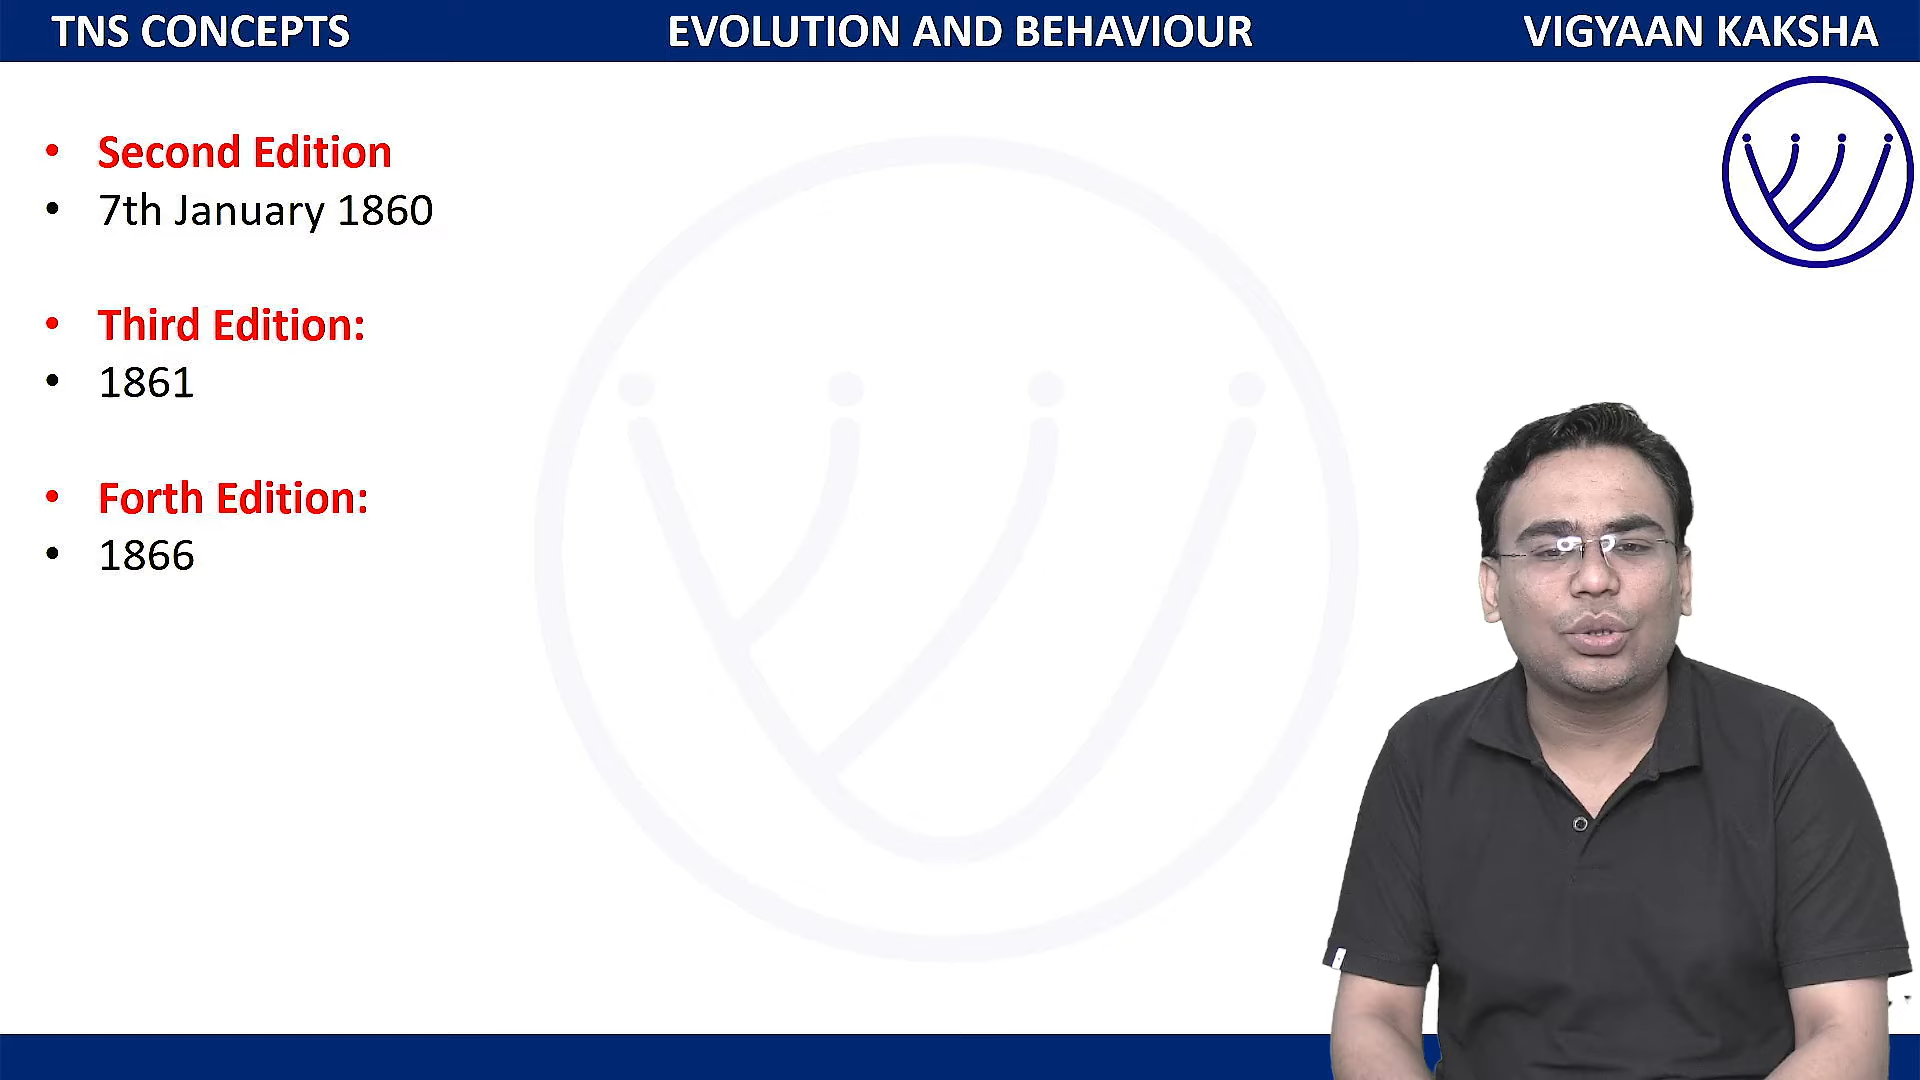 TNS CONCEPTS
EVOLUTION AND BEHAVIOUR
VIGYAAN KAKSHA
• Second Edition
• 7th January 1860
• Third Edition:
• 1861
• Forth Edition:
• 1866